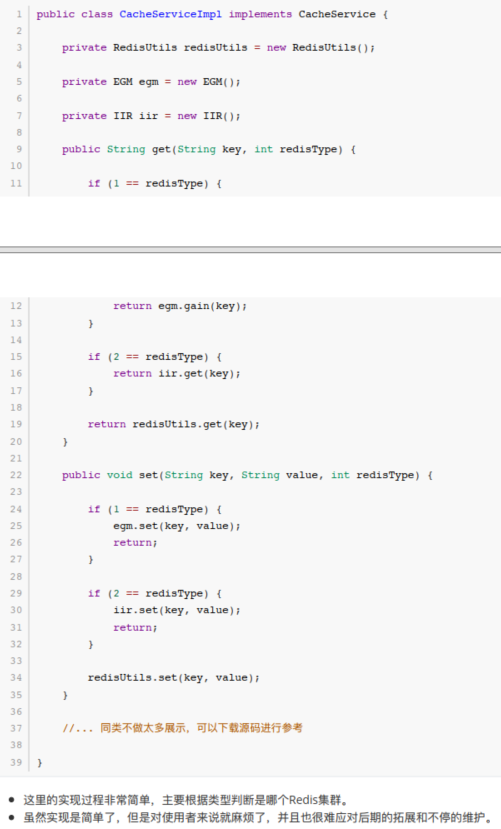 1 public class CacheServiceImpl implements CacheService {
2
3 private RedisUtils redisUtils = new RedisUtils();
4
5 private EGM egm = new EGM();
6
7 private IIR iir = new IIR();
8
9 public String get(String key, int redisType) {
10
11 if (1 == redisType) {
12 return egm.gain(key);
13 }
14
15 if (2 == redisType) {
16 return iir.get(key);
17 }
18
19 return redisUtils.get(key);
20 }
21
22 public void set(String key, String value, int redisType) {
23
24 if (1 == redisType) {
25 egm.set(key, value);
26 return;
27 }
28
29 if (2 == redisType) {
30 iir.set(key, value);
31 return;
32 }
33
34 redisUtils.set(key, value);
35 }
36
37 //... 同类不做太多展示，可以下载源码进行参考
38
39 }
● 这里的实现过程非常简单，主要根据类型判断是哪个Redis集群。
● 虽然实现是简单了，但是对使用者来说就麻烦了，并且也很难应对后期的拓展和不停的维护。